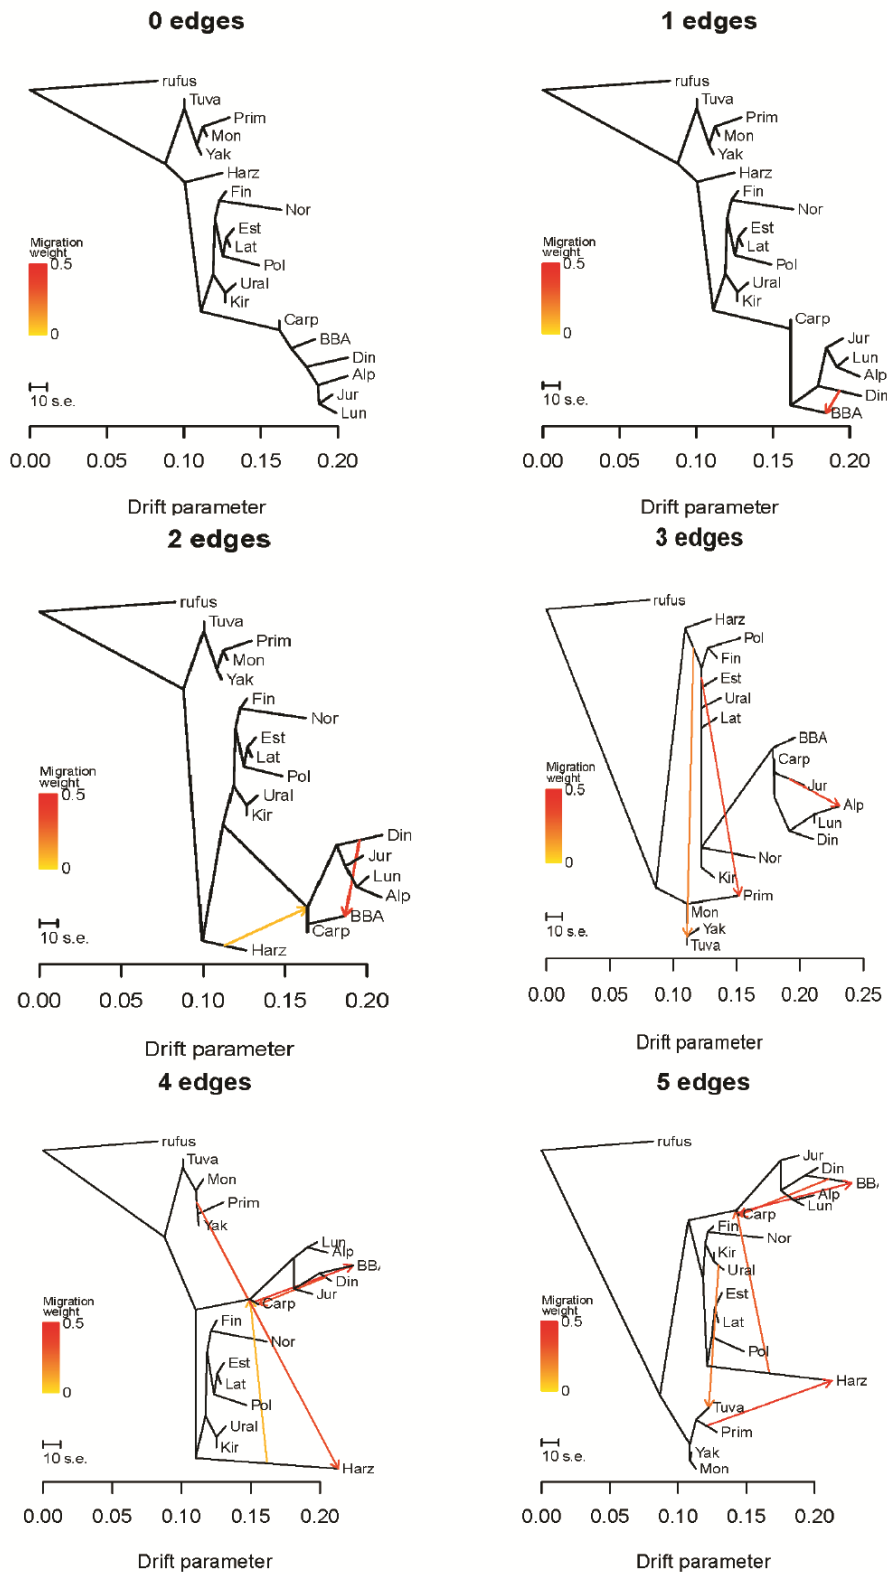 0 edges
rufus
Tuva
Prim
Mon
Yak
Harz
Fin
Nor
Est
Lat
Pol
Ural
Kir
Carp
BBA
Din
Alp
Jur
Lun
Migration
weight
0.5
0
10 s.e.
0.00 0.05 0.10 0.15 0.20
Drift parameter
1 edges
rufus
Tuva
Prim
Mon
Yak
Harz
Fin
Nor
Est
Lat
Pol
Ural
Kir
Carp
Jur
Lun
Alp
Din
BBA
Migration
weight
0.5
0
10 s.e.
0.00 0.05 0.10 0.15 0.20
Drift parameter
2 edges
rufus
Tuva
Prim
Mon
Yak
Fin
Nor
Est
Lat
Pol
Ural
Kir
Din
Jur
Lun
Alp
BBA
Carp
Harz
Migration
weight
0.5
0
10 s.e.
0.00 0.05 0.10 0.15 0.20
Drift parameter
3 edges
rufus
Harz
Pol
Fin
Est
Ural
Lat
BBA
Carp
Jur
Alp
Lun
Din
Nor
Kir
Prim
Mon
Yak
Tuva
Migration
weight
0.5
0
10 s.e.
0.00 0.05 0.10 0.15 0.20 0.25
Drift parameter
4 edges
rufus
Tuva
Mon
Prim
Yak
Lun
Alp
BBA
Din
Jur
Carp
Fin
Nor
Est
Lat
Pol
Ural
Kir
Harz
Migration
weight
0.5
0
10 s.e.
0.00 0.05 0.10 0.15 0.20
Drift parameter
5 edges
rufus
Jur
Din
BBA
Alp
Lun
Carp
Fin
Nor
Kir
Ural
Est
Lat
Pol
Harz
Tuva
Prim
Yak
Mon
Migration
weight
0.5
0
10 s.e.
0.00 0.05 0.10 0.15 0.20
Drift parameter